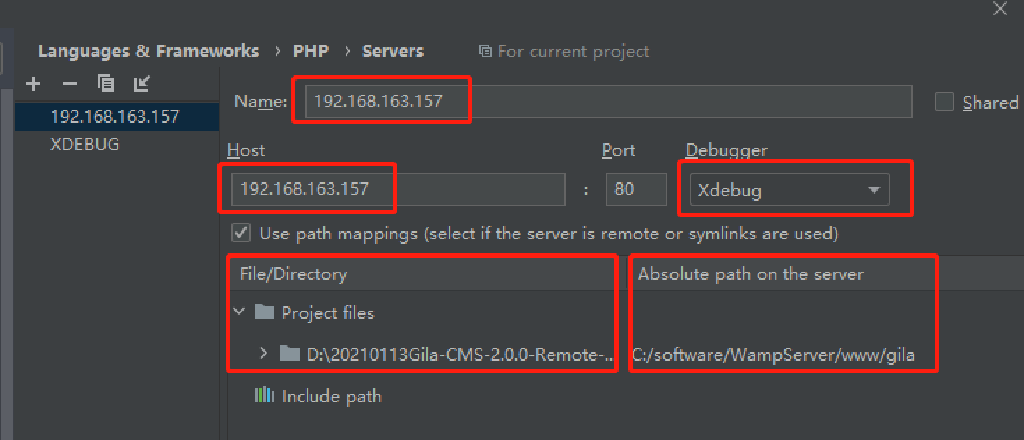 Languages & Frameworks › PHP › Servers For current project
192.168.163.157
XDEBUG
Name: 192.168.163.157 Shared
Host Port Debugger
192.168.163.157 : 80 Xdebug
Use path mappings (select if the server is remote or symlinks are used)
File/Directory Absolute path on the server
Project files
D:\20210113Gila-CMS-2.0.0-Remote-... C:/software/WampServer/www/gila
Include path